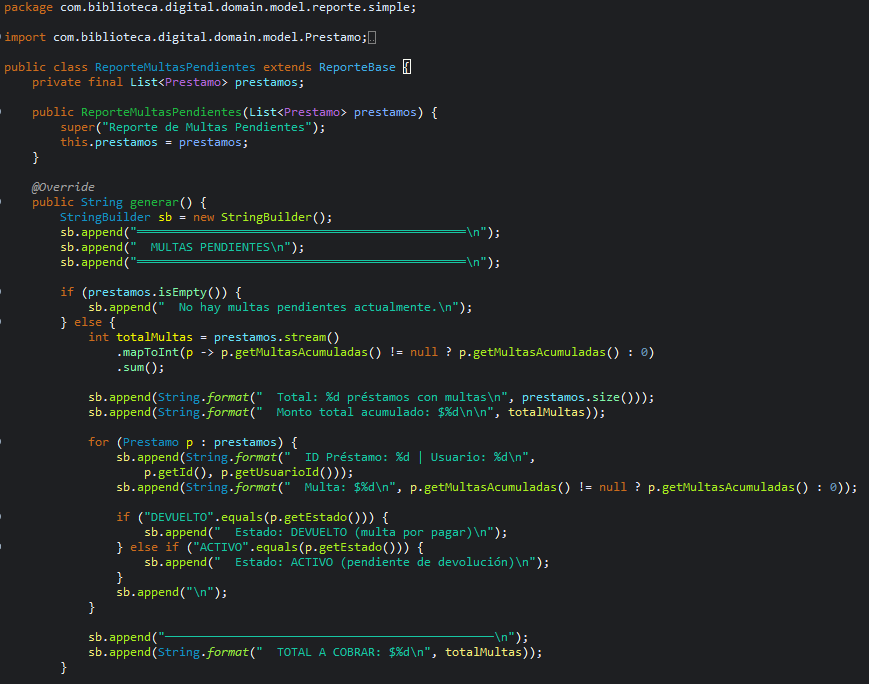 package com.biblioteca.digital.domain.model.reporte.simple;
import com.biblioteca.digital.domain.model.Prestamo;
public class ReporteMultasPendientes extends ReporteBase {
    private final List<Prestamo> prestamos;
    public ReporteMultasPendientes(List<Prestamo> prestamos) {
        super("Reporte de Multas Pendientes");
        this.prestamos = prestamos;
    }
    @Override
    public String generar() {
        StringBuilder sb = new StringBuilder();
        sb.append("═══════════════════════════════════════════════\n");
        sb.append("  MULTAS PENDIENTES\n");
        sb.append("═══════════════════════════════════════════════\n");
        if (prestamos.isEmpty()) {
            sb.append("  No hay multas pendientes actualmente.\n");
        } else {
            int totalMultas = prestamos.stream()
                .mapToInt(p -> p.getMultasAcumuladas() != null ? p.getMultasAcumuladas() : 0)
                .sum();
            sb.append(String.format("  Total: %d préstamos con multas\n", prestamos.size()));
            sb.append(String.format("  Monto total acumulado: $%d\n\n", totalMultas));
            for (Prestamo p : prestamos) {
                sb.append(String.format("  ID Préstamo: %d | Usuario: %d\n",
                    p.getId(), p.getUsuarioId()));
                sb.append(String.format("  Multa: $%d\n", p.getMultasAcumuladas() != null ? p.getMultasAcumuladas() : 0));
                if ("DEVUELTO".equals(p.getEstado())) {
                    sb.append("  Estado: DEVUELTO (multa por pagar)\n");
                } else if ("ACTIVO".equals(p.getEstado())) {
                    sb.append("  Estado: ACTIVO (pendiente de devolución)\n");
                }
                sb.append("\n");
            }
            sb.append("───────────────────────────────────────────────\n");
            sb.append(String.format("  TOTAL A COBRAR: $%d\n", totalMultas));
        }